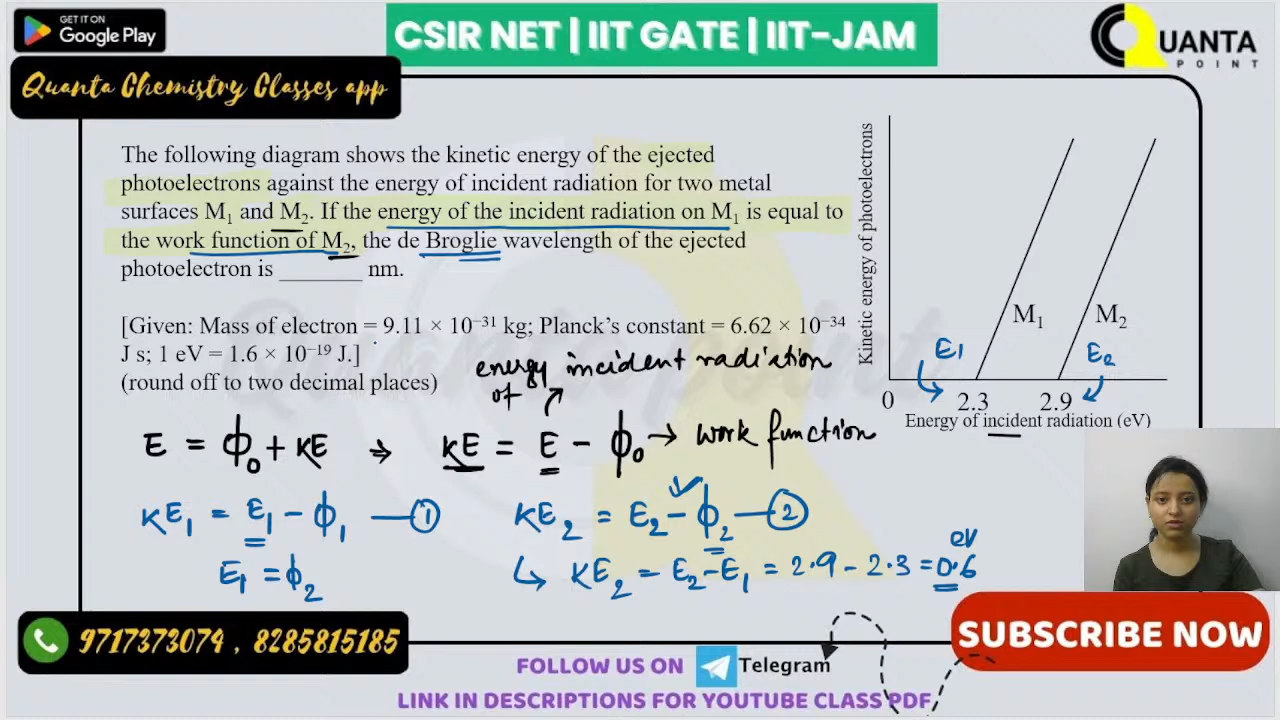 GET IT ON
Google Play
CSIR NET | IIT GATE | IIT-JAM
QUANTA
POINT
Quanta Chemistry Classes app
The following diagram shows the kinetic energy of the ejected
photoelectrons against the energy of incident radiation for two metal
surfaces M₁ and M₂. If the energy of the incident radiation on M₁ is equal to
the work function of M₂, the de Broglie wavelength of the ejected
photoelectron is _______ nm.
[Given: Mass of electron = 9.11 × 10⁻³¹ kg; Planck's constant = 6.62 × 10⁻³⁴
J s; 1 eV = 1.6 × 10⁻¹⁹ J.]
(round off to two decimal places)
Kinetic energy of photoelectrons
M₁ M₂
E₁ E₂
0 2.3 2.9
Energy of incident radiation (eV)
energy incident radiation
of
E = ϕ₀ + KE ⇒ KE = E − ϕ₀ → work function
KE₁ = E₁ − ϕ₁ —① KE₂ = E₂ − ϕ₂ —②
E₁ = ϕ₂ ↳ KE₂ = E₂ − E₁ = 2.9 − 2.3 = 0.6 eV
9717373074 , 8285815185
SUBSCRIBE NOW
FOLLOW US ON Telegram
LINK IN DESCRIPTIONS FOR YOUTUBE CLASS PDF